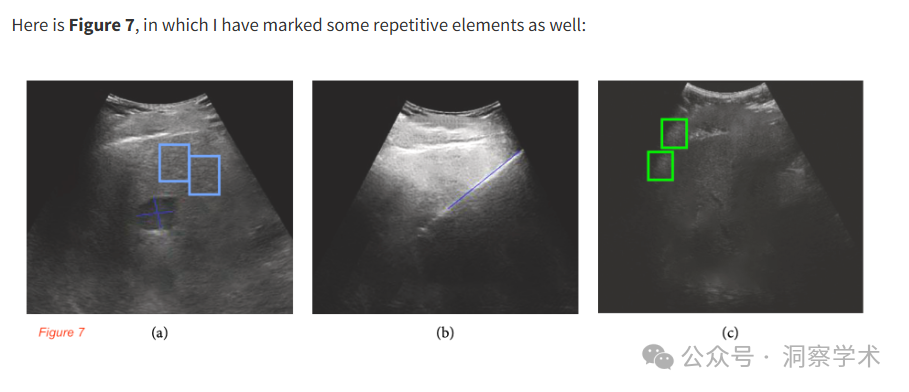 Here is Figure 7, in which I have marked some repetitive elements as well:
Figure 7
(a)
(b)
(c)
公众号 · 洞察学术